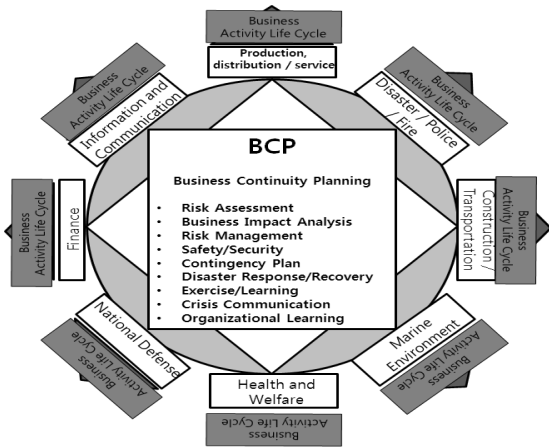 Business
Activity Life Cycle
Production,
distribution / service
Business
Activity Life Cycle
Disaster / Police
/ Fire
Business
Activity Life Cycle
Construction /
Transportation
Business
Activity Life Cycle
Marine
Environment
Business
Activity Life Cycle
Health and
Welfare
Business
Activity Life Cycle
National Defense
Business
Activity Life Cycle
Finance
Business
Activity Life Cycle
Information and
Communication
BCP
Business Continuity Planning
• Risk Assessment
• Business Impact Analysis
• Risk Management
• Safety/Security
• Contingency Plan
• Disaster Response/Recovery
• Exercise/Learning
• Crisis Communication
• Organizational Learning